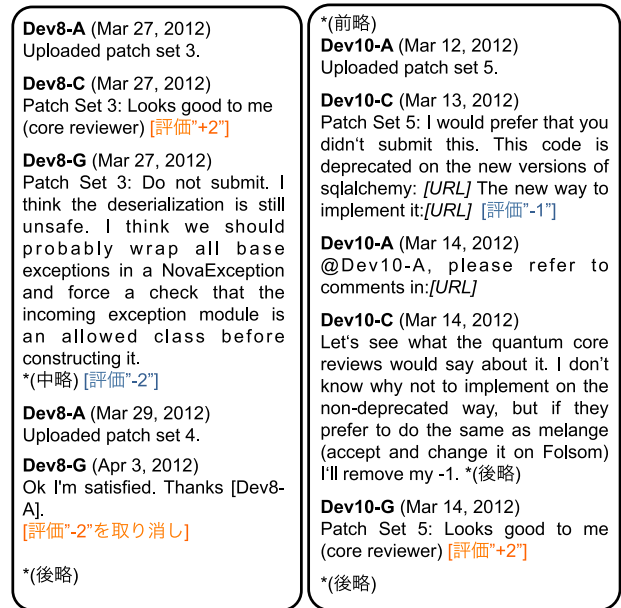 Dev8-A (Mar 27, 2012)
Uploaded patch set 3.
Dev8-C (Mar 27, 2012)
Patch Set 3: Looks good to me
(core reviewer) [評価”+2”]
Dev8-G (Mar 27, 2012)
Patch Set 3: Do not submit. I
think the deserialization is still
unsafe. I think we should
probably wrap all base
exceptions in a NovaException
and force a check that the
incoming exception module is
an allowed class before
constructing it.
*(中略) [評価”-2”]
Dev8-A (Mar 29, 2012)
Uploaded patch set 4.
Dev8-G (Apr 3, 2012)
Ok I'm satisfied. Thanks [Dev8-
A].
[評価”-2”を取り消し]
*(後略)
*(前略)
Dev10-A (Mar 12, 2012)
Uploaded patch set 5.
Dev10-C (Mar 13, 2012)
Patch Set 5: I would prefer that you
didn‘t submit this. This code is
deprecated on the new versions of
sqlalchemy: [URL] The new way to
implement it:[URL] [評価”-1”]
Dev10-A (Mar 14, 2012)
@Dev10-A, please refer to
comments in:[URL]
Dev10-C (Mar 14, 2012)
Let‘s see what the quantum core
reviews would say about it. I don’t
know why not to implement on the
non-deprecated way, but if they
prefer to do the same as melange
(accept and change it on Folsom)
I‘ll remove my -1. *(後略)
Dev10-G (Mar 14, 2012)
Patch Set 5: Looks good to me
(core reviewer) [評価”+2”]
*(後略)